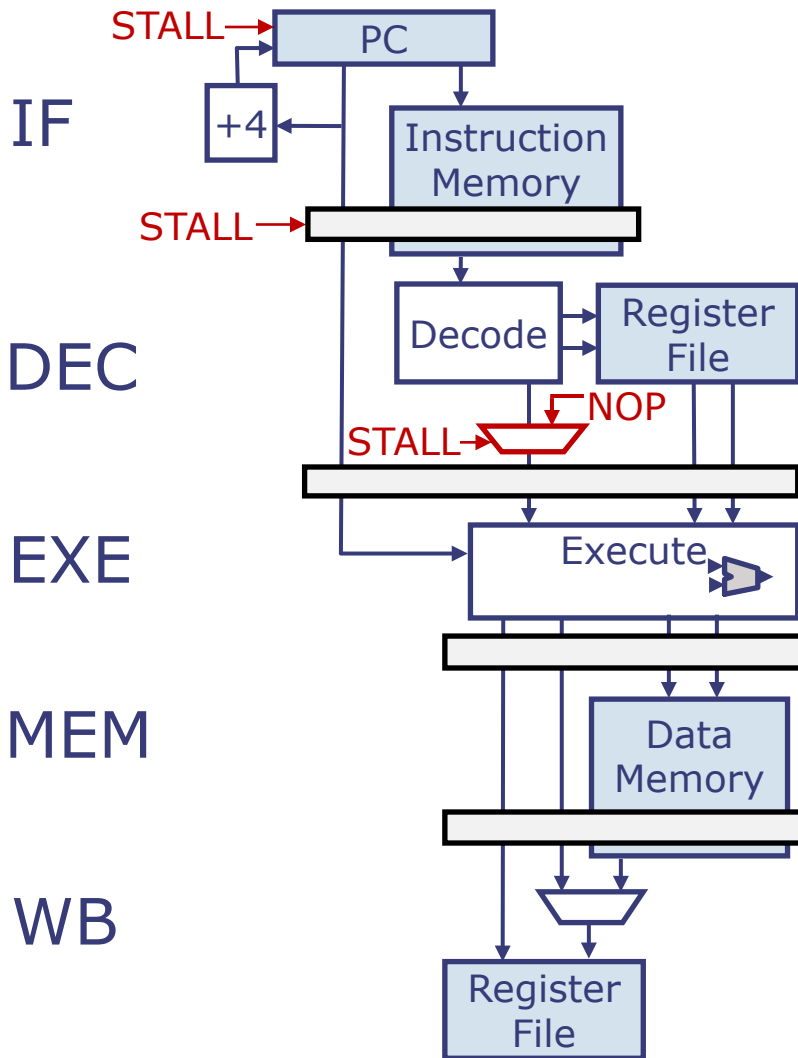 STALL
PC
IF
+4
Instruction
Memory
STALL
DEC
Decode
Register
File
NOP
STALL
EXE
Execute
MEM
Data
Memory
WB
Register
File